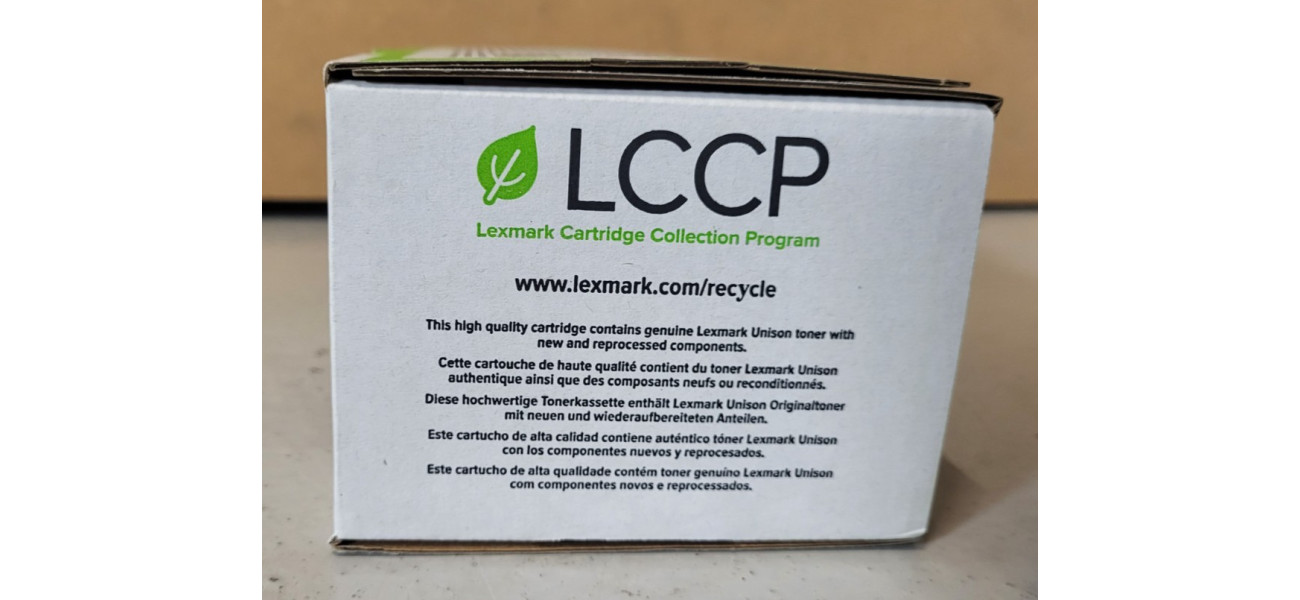 LCCP
Lexmark Cartridge Collection Program
www.lexmark.com/recycle
This high quality cartridge contains genuine Lexmark Unison toner with
new and reprocessed components.
Cette cartouche de haute qualité contient du toner Lexmark Unison
authentique ainsi que des composants neufs ou reconditionnés.
Diese hochwertige Tonerkassette enthält Lexmark Unison Originaltoner
mit neuen und wiederaufbereiteten Anteilen.
Este cartucho de alta calidad contiene auténtico tóner Lexmark Unison
con los componentes nuevos y reprocesados.
Este cartucho de alta qualidade contém toner genuíno Lexmark Unison
com componentes novos e reprocessados.